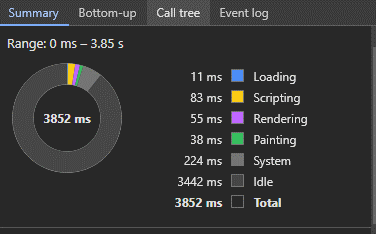 Summary Bottom-up Call tree Event log
Range: 0 ms – 3.85 s
3852 ms
11 ms Loading
83 ms Scripting
55 ms Rendering
38 ms Painting
224 ms System
3442 ms Idle
3852 ms Total